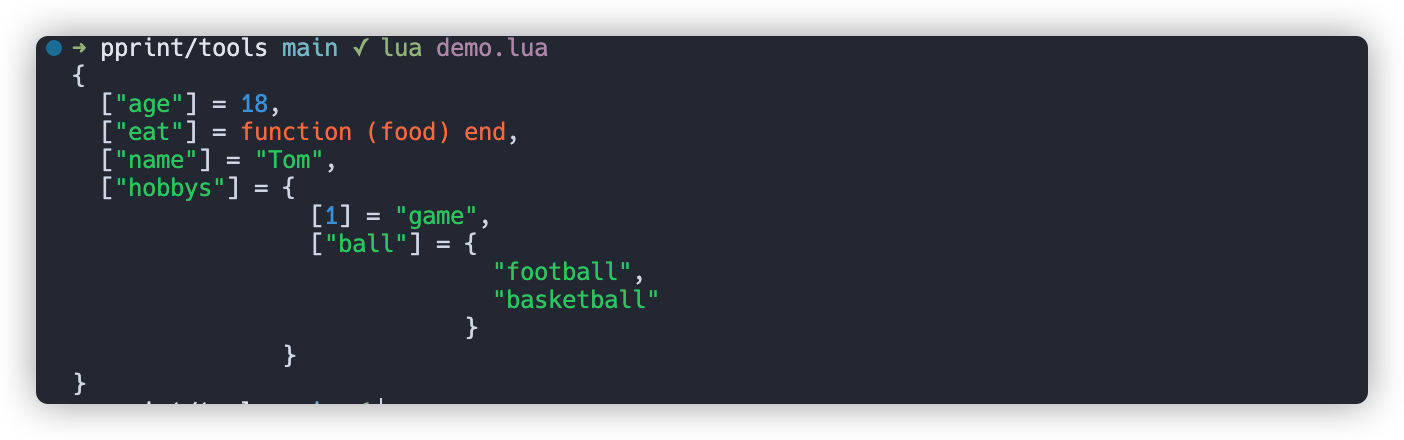 ➜ pprint/tools main ✓ lua demo.lua
{
  ["age"] = 18,
  ["eat"] = function (food) end,
  ["name"] = "Tom",
  ["hobbys"] = {
                 [1] = "game",
                 ["ball"] = {
                              "football",
                              "basketball"
                            }
               }
}